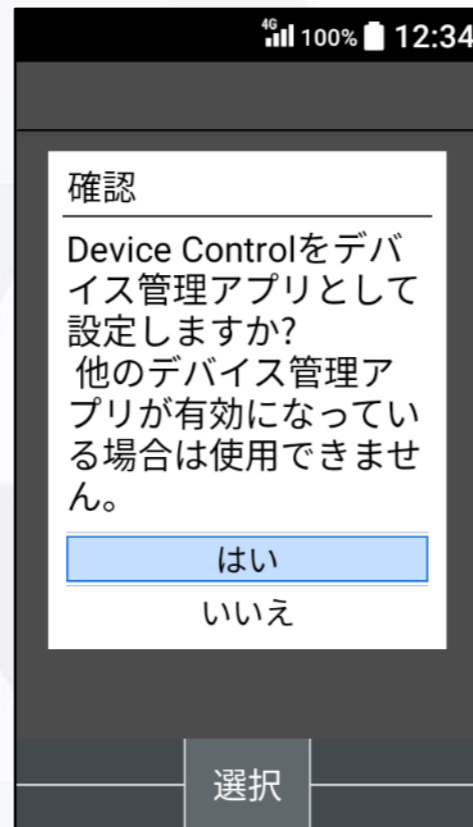 4G 100% 12:34
確認
Device Controlをデバ
イス管理アプリとして
設定しますか?
他のデバイス管理ア
プリが有効になってい
る場合は使用できませ
ん。
はい
いいえ
選択